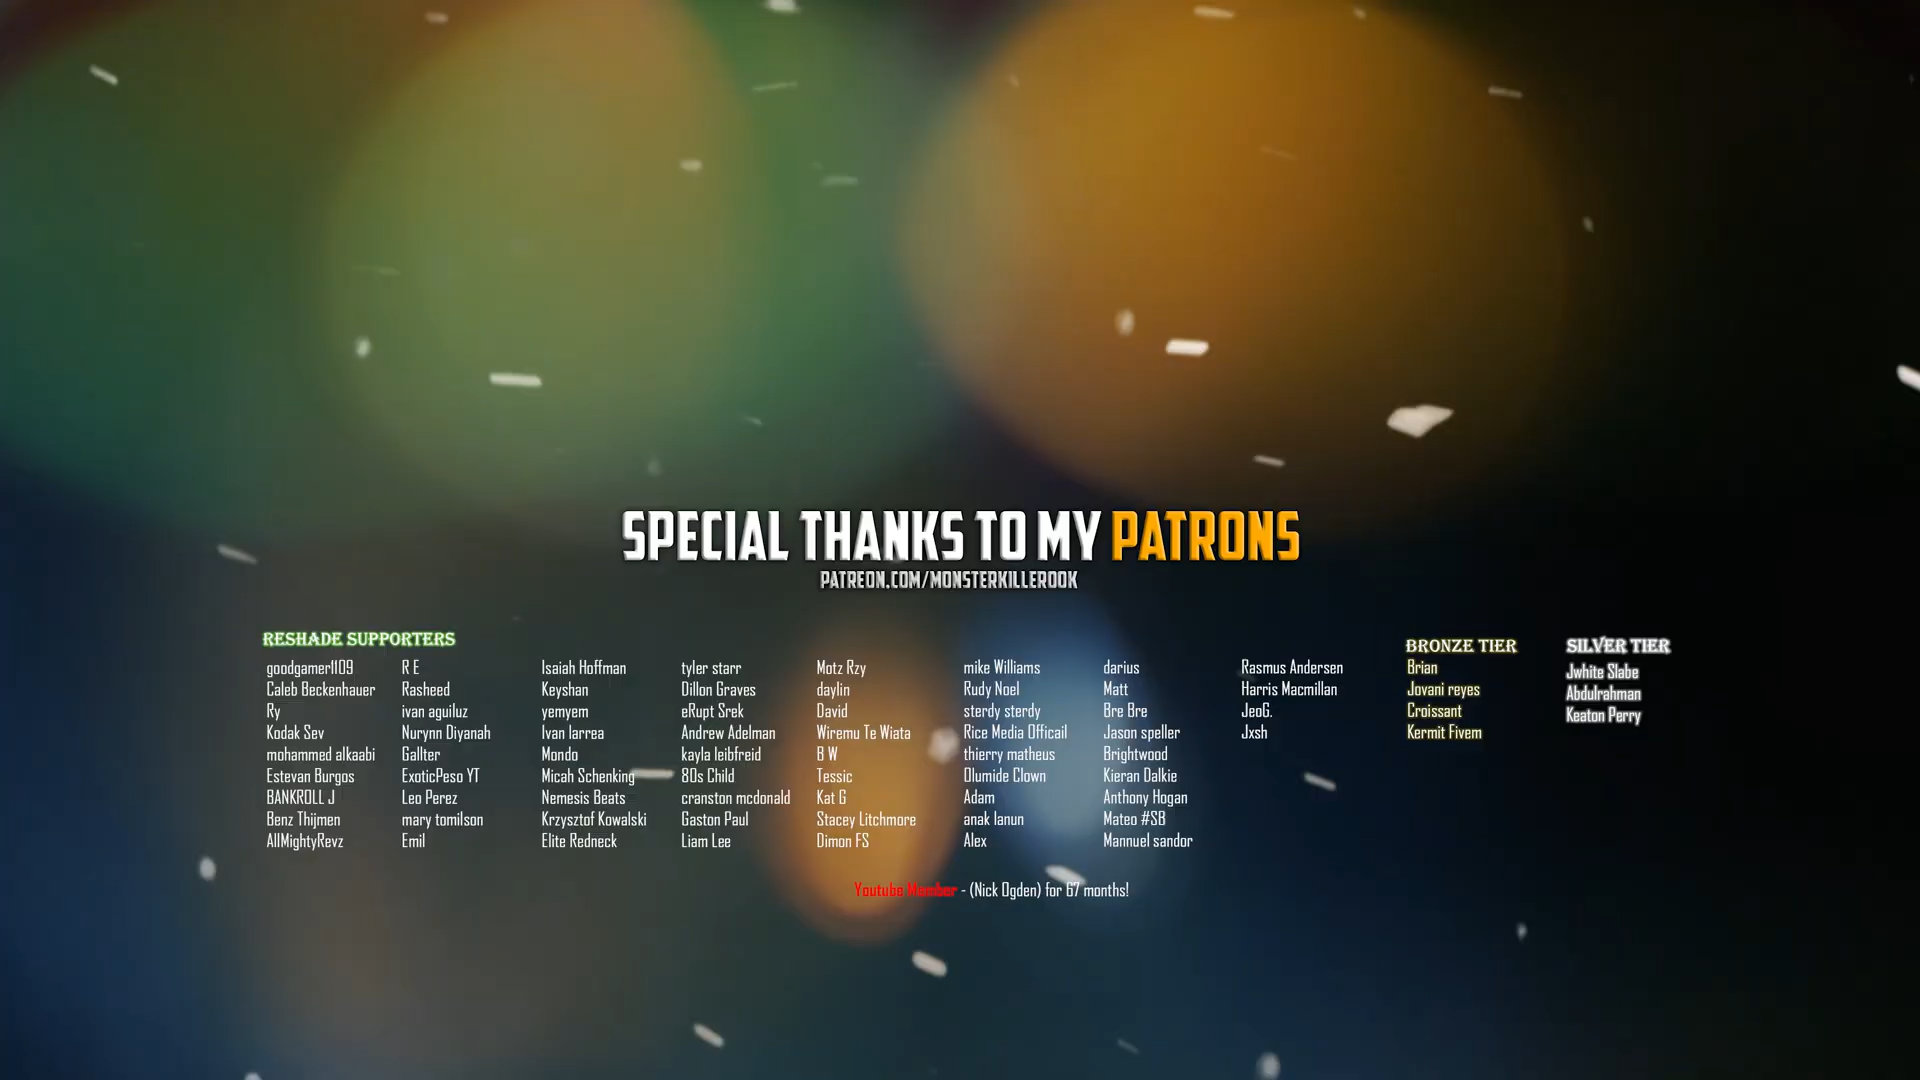 SPECIAL THANKS TO MY PATRONS
PATREON.COM/MONSTERKILLEROOK
RESHADE SUPPORTERS
goodgamer1109
Caleb Beckenhauer
Ry
Kodak Sev
mohammed alkaabi
Estevan Burgos
BANKROLL J
Benz Thijmen
AllMightyRevz
R E
Rasheed
ivan aguiluz
Nurynn Diyanah
Gallter
ExoticPeso YT
Leo Perez
mary tomilson
Emil
Isaiah Hoffman
Keyshan
yemyem
Ivan larrea
Mondo
Micah Schenking
Nemesis Beats
Krzysztof Kowalski
Elite Redneck
tyler starr
Dillon Graves
eRupt Srek
Andrew Adelman
kayla leibfreid
80s Child
cranston mcdonald
Gaston Paul
Liam Lee
Motz Rzy
daylin
David
Wiremu Te Wiata
B W
Tessic
Kat G
Stacey Litchmore
Dimon FS
mike Williams
Rudy Noel
sterdy sterdy
Rice Media Officail
thierry matheus
Olumide Clown
Adam
anak lanun
Alex
darius
Matt
Bre Bre
Jason speller
Brightwood
Kieran Dalkie
Anthony Hogan
Mateo #SB
Mannuel sandor
Rasmus Andersen
Harris Macmillan
JeoG.
Jxsh
BRONZE TIER
Brian
Jovani reyes
Croissant
Kermit Fivem
SILVER TIER
Jwhite Slabe
Abdulrahman
Keaton Perry
Youtube Member - (Nick Ogden) for 67 months!